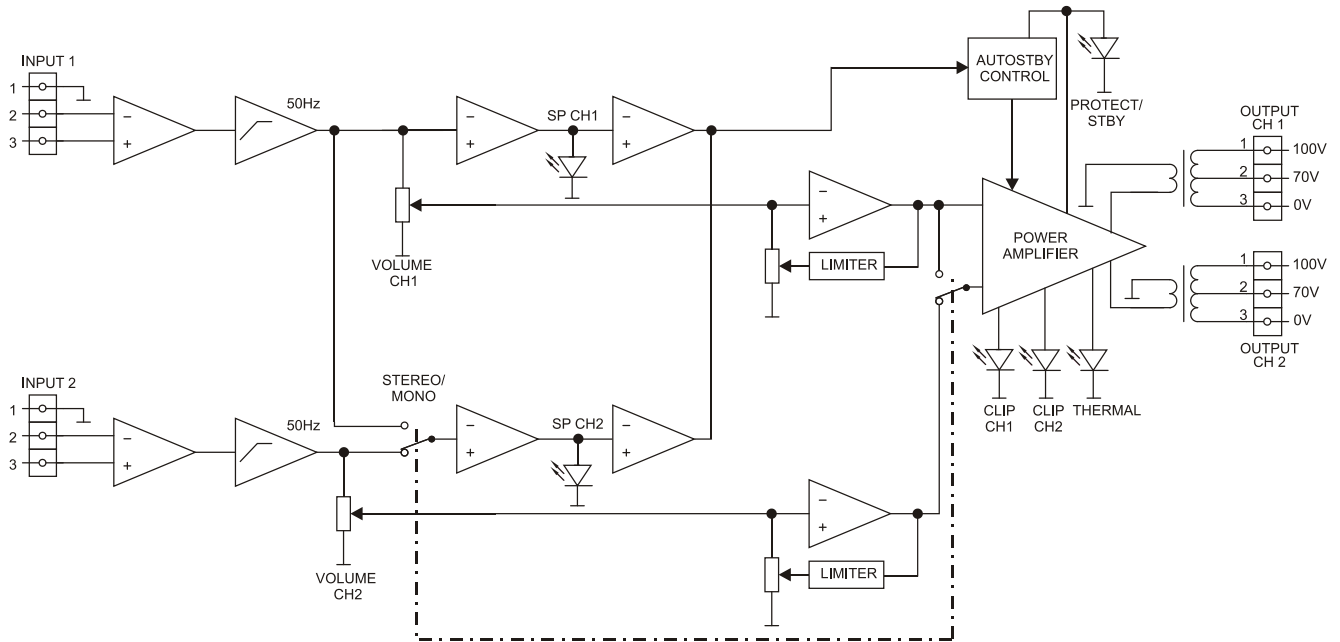 INPUT 1
1
2
3
−
+
50Hz
−
+
SP CH1
−
+
AUTOSTBY
CONTROL
PROTECT/
STBY
OUTPUT
CH 1
1
100V
2
70V
3
0V
VOLUME
CH1
−
+
LIMITER
POWER
AMPLIFIER
1
100V
2
70V
3
0V
OUTPUT
CH 2
CLIP
CH1
CLIP
CH2
THERMAL
INPUT 2
1
2
3
−
+
50Hz
STEREO/
MONO
−
+
SP CH2
−
+
VOLUME
CH2
−
+
LIMITER